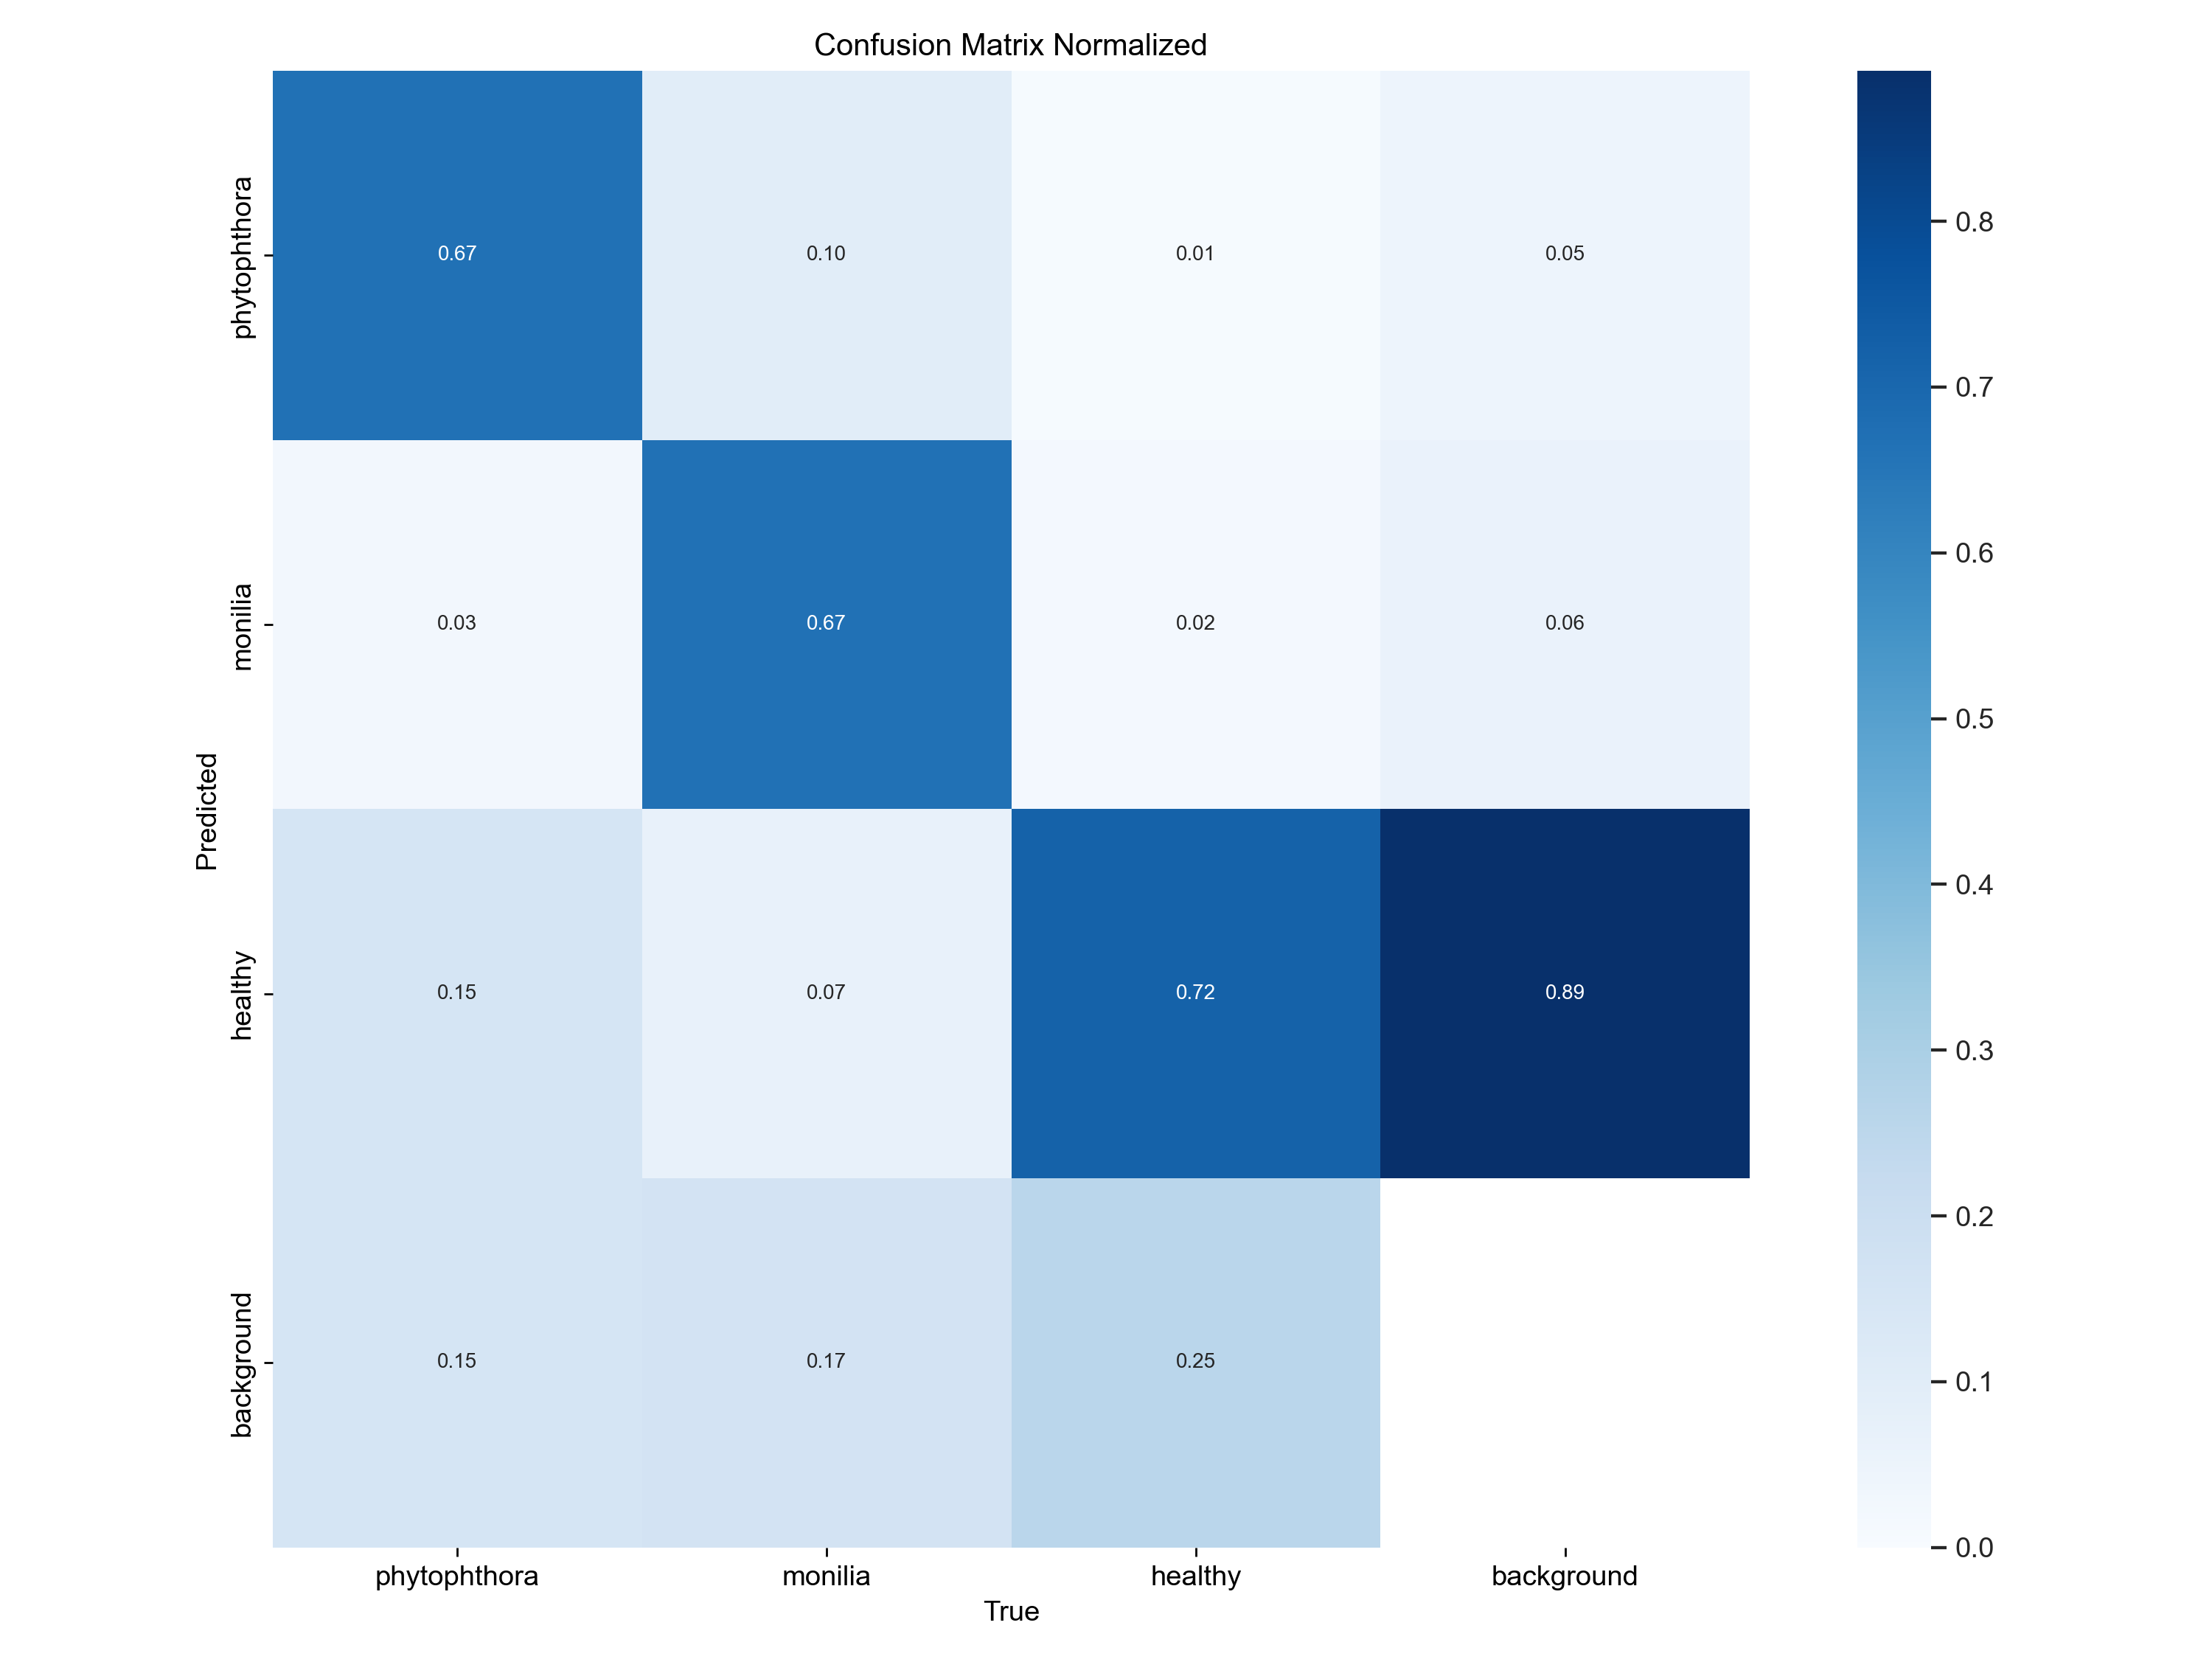 Confusion Matrix Normalized
phytophthora
0.67
0.10
0.01
0.05
monilia
0.03
0.67
0.02
0.06
healthy
0.15
0.07
0.72
0.89
background
0.15
0.17
0.25
Predicted
phytophthora
monilia
healthy
background
True
0.8
0.7
0.6
0.5
0.4
0.3
0.2
0.1
0.0